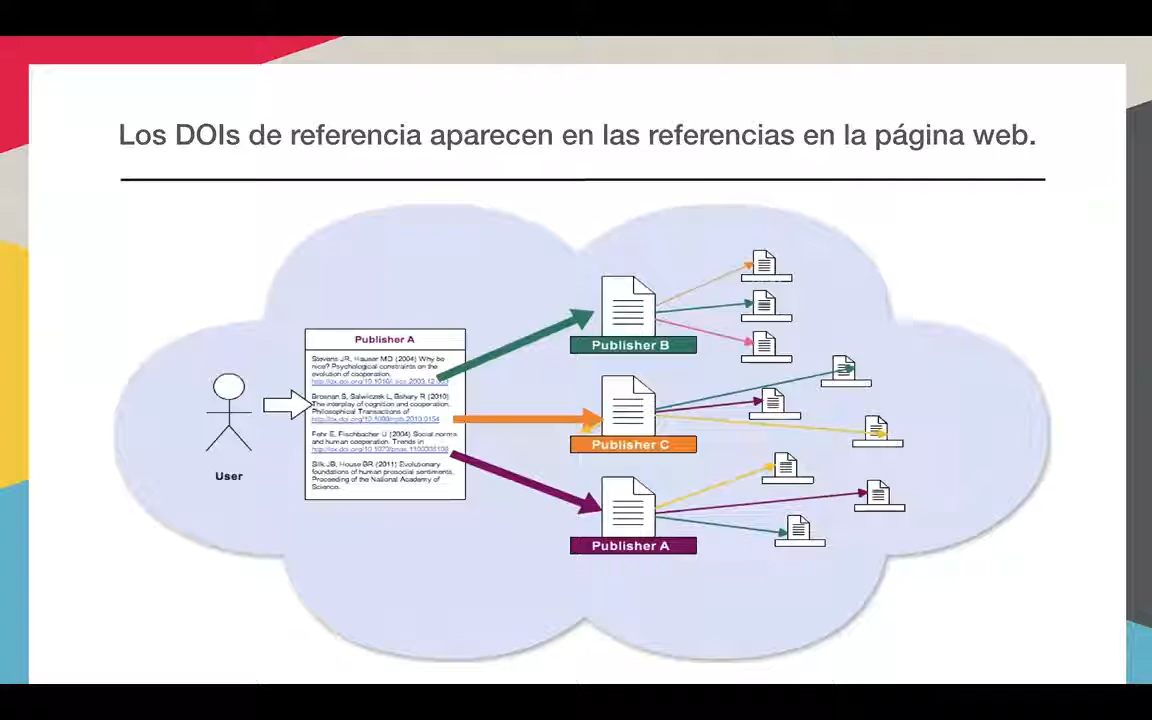 Los DOIs de referencia aparecen en las referencias en la página web.
Publisher A
Stevens JR, Hauser MD (2004) Why be
nice? Psychological constraints on the
evolution of cooperation.
Brosnan S, Salwiczek L, Bshary R (2010)
The interplay of cognition and cooperation.
Philosophical Transactions of
Fehr E, Fischbacher U (2004) Social norms
and human cooperation. Trends in
Silk JB, House BR (2011) Evolutionary
foundations of human prosocial sentiments.
Proceeding of the National Academy of
Science.
User
Publisher B
Publisher C
Publisher A